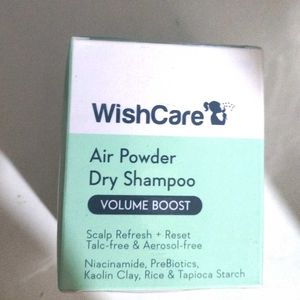 WishCare
Air Powder
Dry Shampoo
VOLUME BOOST
Scalp Refresh + Reset
Talc-free & Aerosol-free
Niacinamide, PreBiotics,
Kaolin Clay, Rice & Tapioca Starch